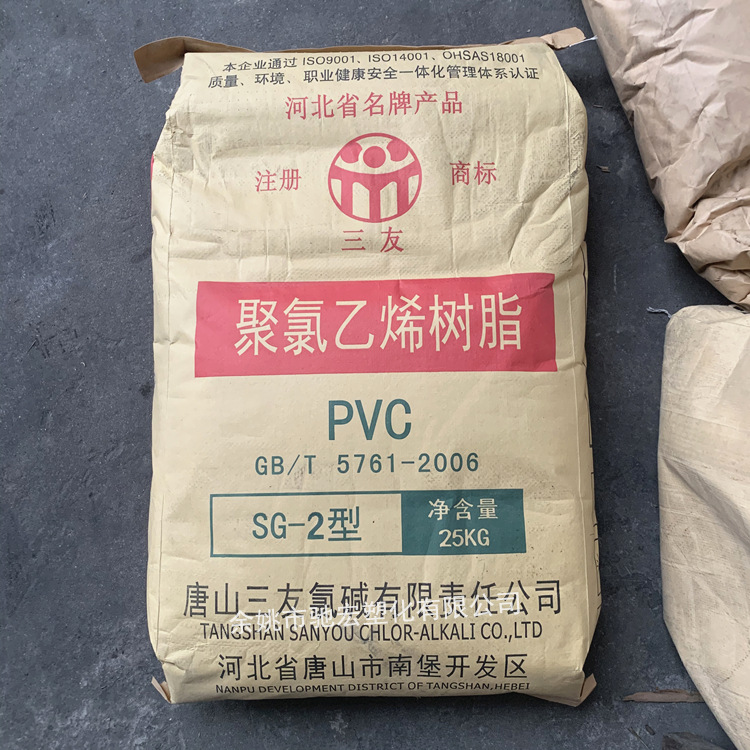 本企业通过 ISO9001、ISO14001、OHSAS18001
质量、环境、职业健康安全一体化管理体系认证
河北省名牌产品
注册 商标
三友
聚氯乙烯树脂
PVC
GB/T 5761-2006
SG-2型
净含量
25KG
唐山三友氯碱有限责任公司
余姚市驰宏塑化有限公司
TANGSHAN SANYOU CHLOR-ALKALI CO.,LTD
河北省唐山市南堡开发区
NANPU DEVELOPMENT DISTRICT OF TANGSHAN,HEBEI